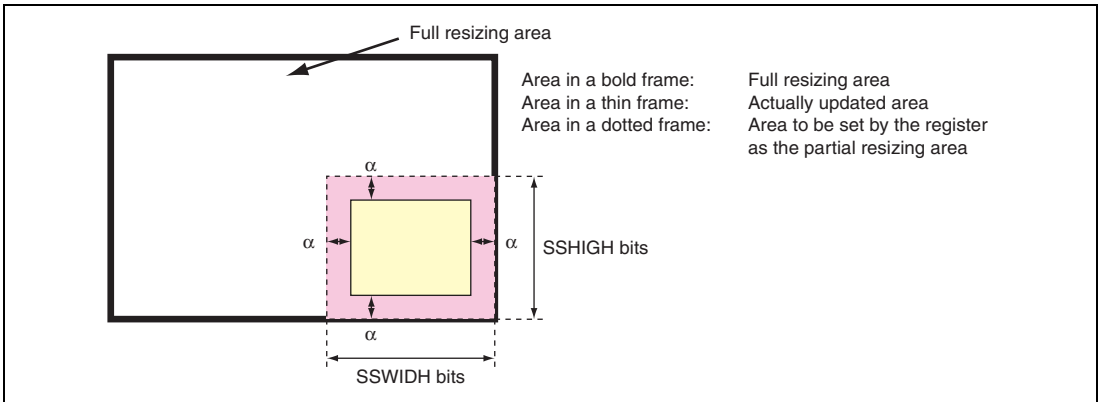 Full resizing area
Area in a bold frame: Full resizing area
Area in a thin frame: Actually updated area
Area in a dotted frame: Area to be set by the register
as the partial resizing area
α
α
α
SSHIGH bits
α
SSWIDH bits